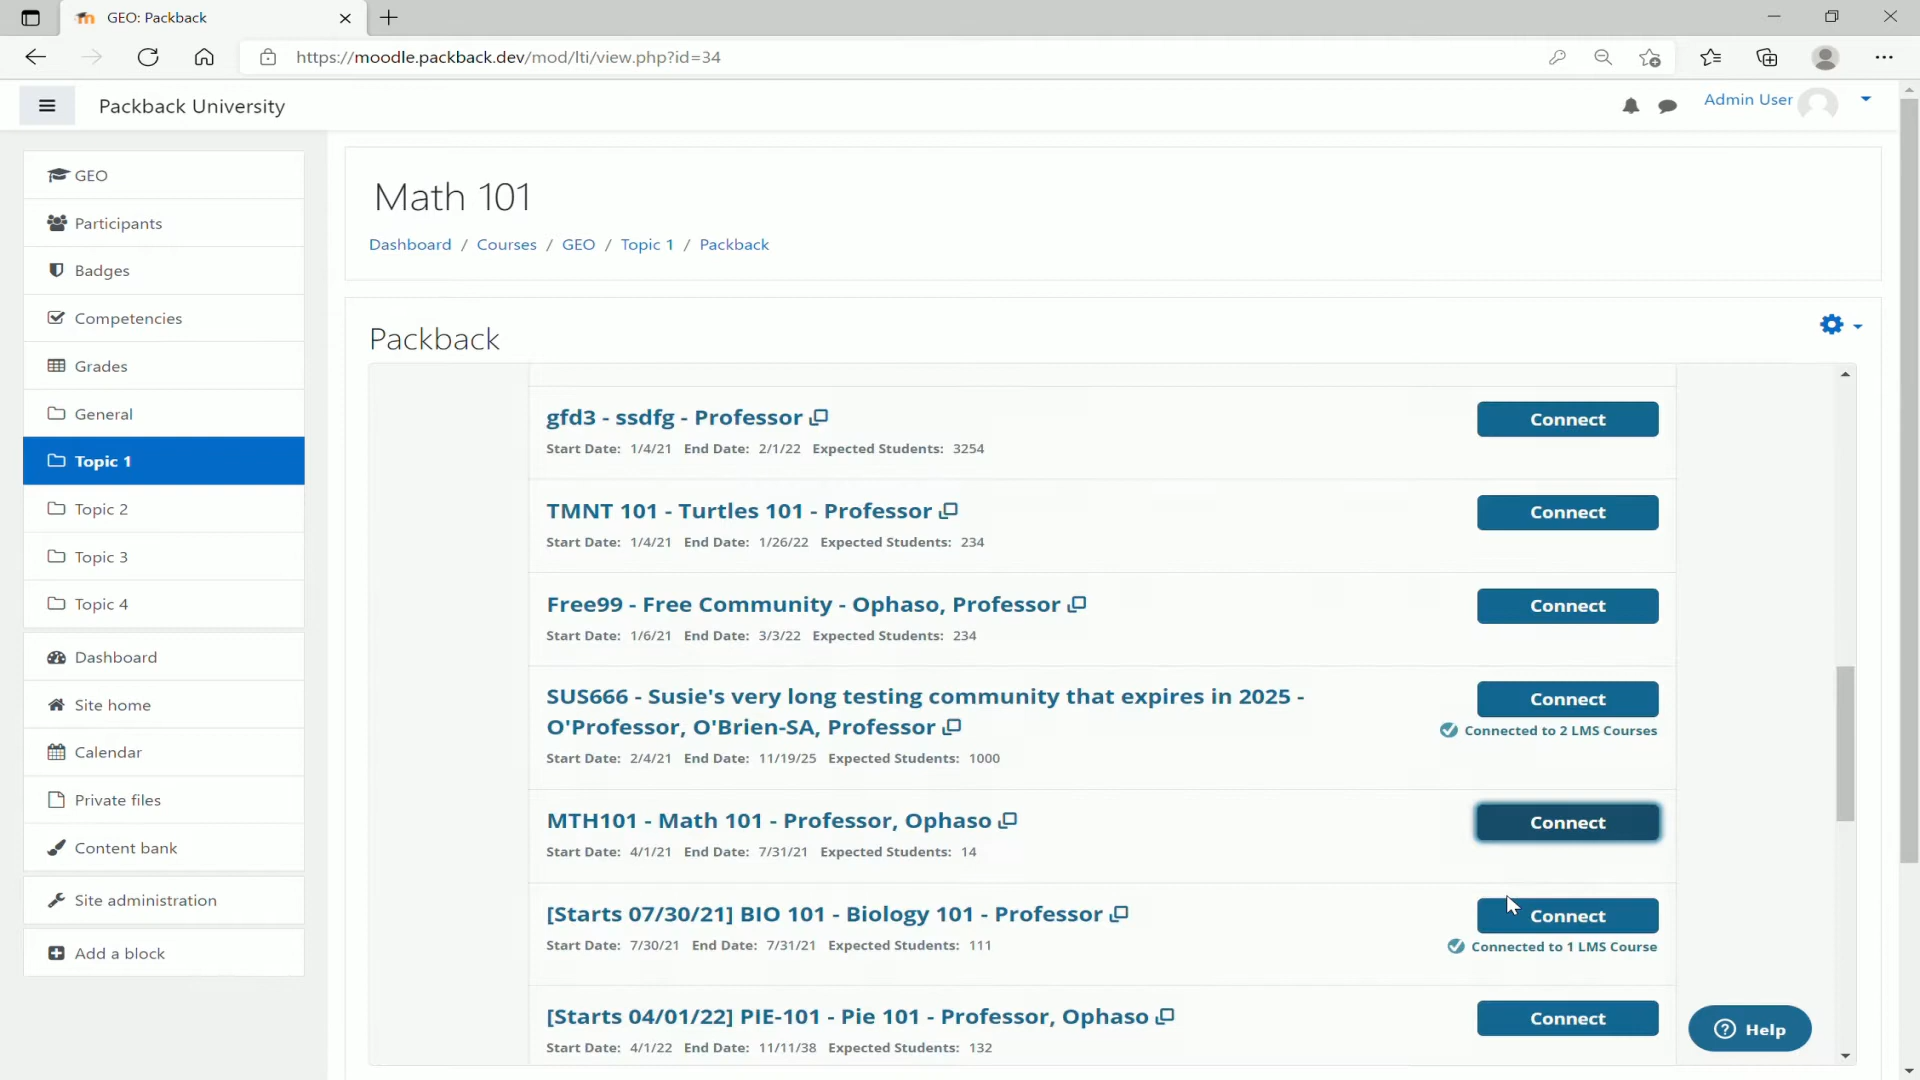 GEO: Packback
https://moodle.packback.dev/mod/lti/view.php?id=34
Packback University
Admin User
GEO
Participants
Badges
Competencies
Grades
General
Topic 1
Topic 2
Topic 3
Topic 4
Dashboard
Site home
Calendar
Private files
Content bank
Site administration
Add a block
Math 101
Dashboard / Courses / GEO / Topic 1 / Packback
Packback
gfd3 - ssdfg - Professor
Connect
Start Date: 1/4/21 End Date: 2/1/22 Expected Students: 3254
TMNT 101 - Turtles 101 - Professor
Connect
Start Date: 1/4/21 End Date: 1/26/22 Expected Students: 234
Free99 - Free Community - Ophaso, Professor
Connect
Start Date: 1/6/21 End Date: 3/3/22 Expected Students: 234
SUS666 - Susie's very long testing community that expires in 2025 -
O'Professor, O'Brien-SA, Professor
Connect
Connected to 2 LMS Courses
Start Date: 2/4/21 End Date: 11/19/25 Expected Students: 1000
MTH101 - Math 101 - Professor, Ophaso
Connect
Start Date: 4/1/21 End Date: 7/31/21 Expected Students: 14
[Starts 07/30/21] BIO 101 - Biology 101 - Professor
Connect
Start Date: 7/30/21 End Date: 7/31/21 Expected Students: 111
Connected to 1 LMS Course
[Starts 04/01/22] PIE-101 - Pie 101 - Professor, Ophaso
Connect
Start Date: 4/1/22 End Date: 11/11/38 Expected Students: 132
Help